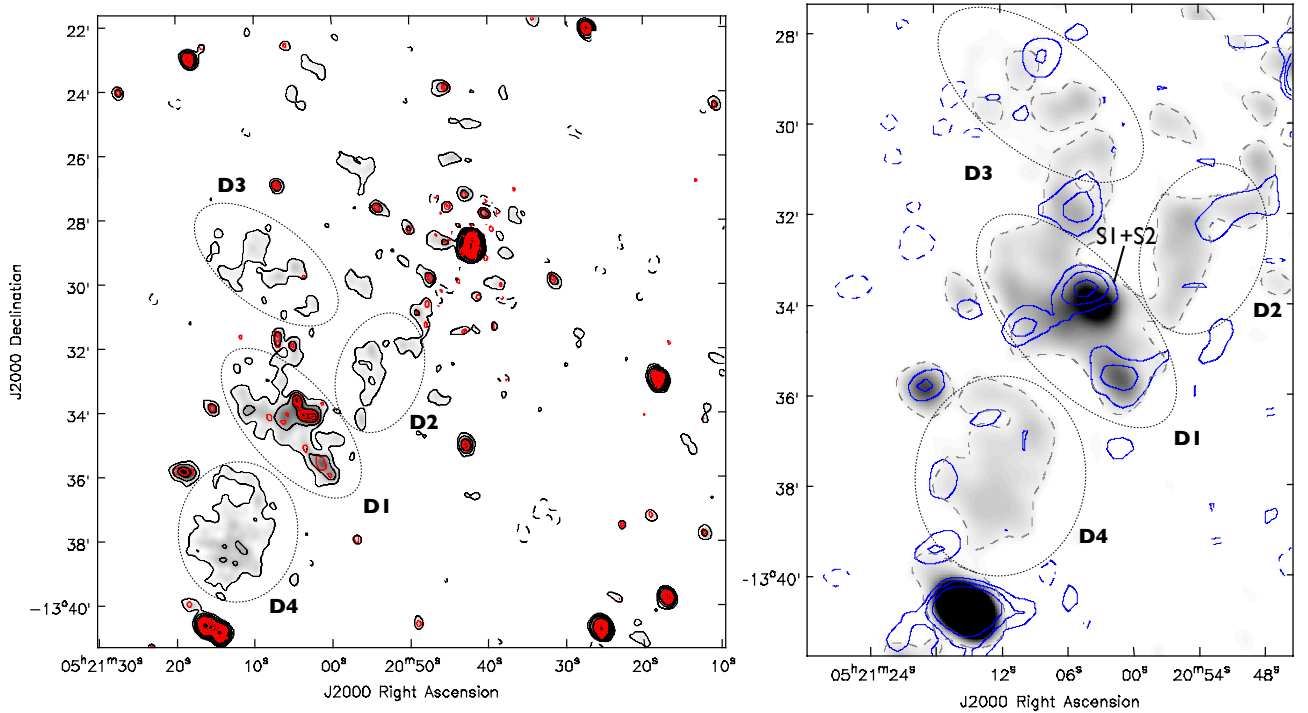 22'
24'
26'
28'
30'
32'
34'
36'
38'
-13°40'
J2000 Declination
D3
D2
D1
D4
05ʰ21ᵐ30ˢ 20ˢ 10ˢ 00ˢ 20ᵐ50ˢ 40ˢ 30ˢ 20ˢ 10ˢ
J2000 Right Ascension
28'
30'
32'
34'
36'
38'
-13°40'
D3
S1+S2
D2
D1
D4
05ʰ21ᵐ24ˢ 12ˢ 06ˢ 00ˢ 20ᵐ54ˢ 48ˢ
J2000 Right Ascension